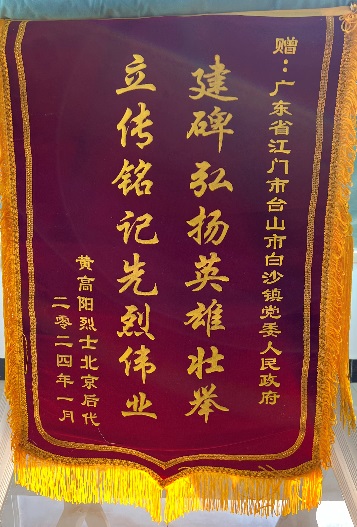 赠：广东省江门市台山市白沙镇党委人民政府
建碑弘扬英雄壮举
立传铭记先烈伟业
黄高阳烈士北京后代
二零二四年一月